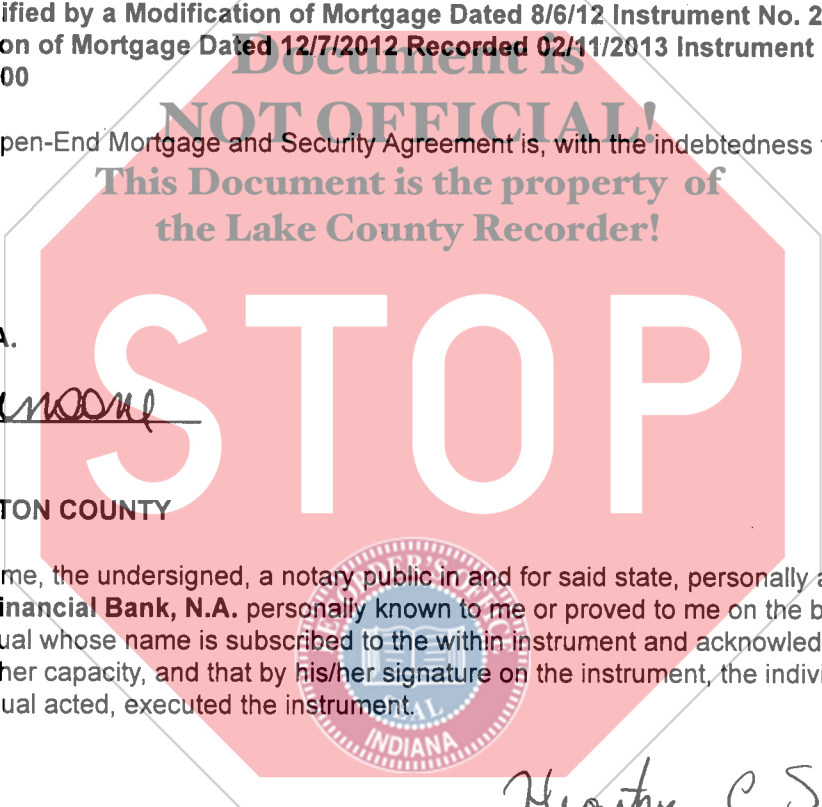 ified by a Modification of Mortgage Dated 8/6/12 Instrument No. 2
on of Mortgage Dated 12/7/2012 Recorded 02/11/2013 Instrument
00
Document is
NOT OFFICIAL!
pen-End Mortgage and Security Agreement is, with the indebtedness
This Document is the property of
the Lake County Recorder!
STOP
A.
TON COUNTY
me, the undersigned, a notary public in and for said state, personally a
inancial Bank, N.A. personally known to me or proved to me on the b
ual whose name is subscribed to the within instrument and acknowled
her capacity, and that by his/her signature on the instrument, the indivi
ual acted, executed the instrument.
SEAL
INDIANA